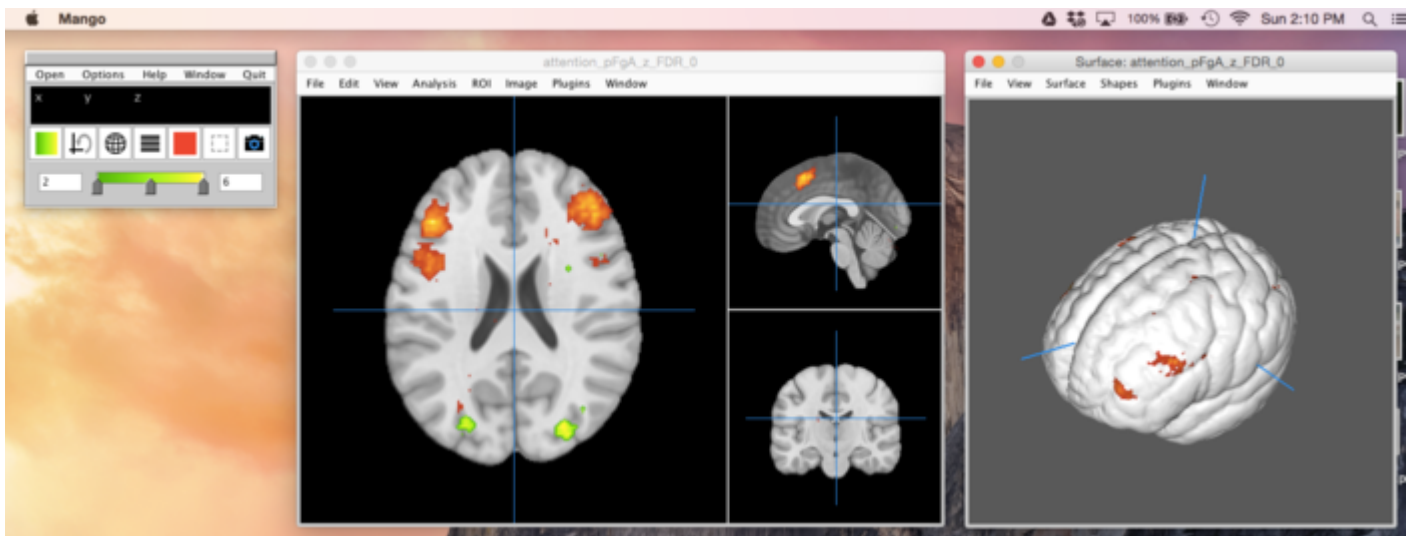 Mango 100% Sun 2:10 PM
Open Options Help Window Quit
x y z
2 6
attention_pFgA_z_FDR_0
File Edit View Analysis ROI Image Plugins Window
Surface: attention_pFgA_z_FDR_0
File View Surface Shapes Plugins Window